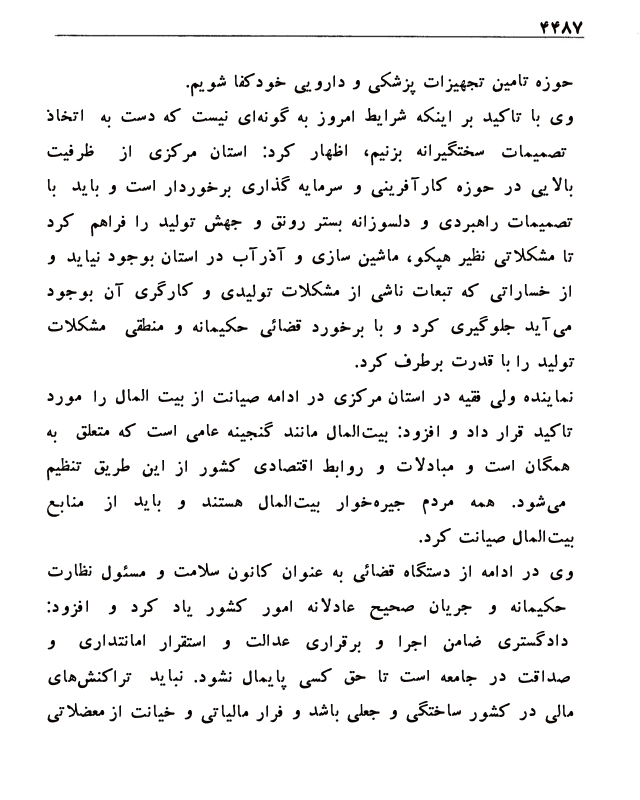 ۴۴۸۷
حوزه تامین تجهیزات پزشکی و دارویی خودکفا شویم.
وی با تاکید بر اینکه شرایط امروز به گونه‌ای نیست که دست به اتخاذ
تصمیمات سختگیرانه بزنیم، اظهار کرد: استان مرکزی از ظرفیت
بالایی در حوزه کارآفرینی و سرمایه گذاری برخوردار است و باید با
تصمیمات راهبردی و دلسوزانه بستر رونق و جهش تولید را فراهم کرد
تا مشکلاتی نظیر هپکو، ماشین سازی و آذرآب در استان بوجود نیاید و
از خساراتی که تبعات ناشی از مشکلات تولیدی و کارگری آن بوجود
می‌آید جلوگیری کرد و با برخورد قضائی حکیمانه و منطقی مشکلات
تولید را با قدرت برطرف کرد.
نماینده ولی فقیه در استان مرکزی در ادامه صیانت از بیت المال را مورد
تاکید قرار داد و افزود: بیت‌المال مانند گنجینه عامی است که متعلق به
همگان است و مبادلات و روابط اقتصادی کشور از این طریق تنظیم
می‌شود. همه مردم جیره‌خوار بیت‌المال هستند و باید از منابع
بیت‌المال صیانت کرد.
وی در ادامه از دستگاه قضائی به عنوان کانون سلامت و مسئول نظارت
حکیمانه و جریان صحیح عادلانه امور کشور یاد کرد و افزود:
دادگستری ضامن اجرا و برقراری عدالت و استقرار امانتداری و
صداقت در جامعه است تا حق کسی پایمال نشود. نباید تراکنش‌های
مالی در کشور ساختگی و جعلی باشد و فرار مالیاتی و خیانت از معضلاتی